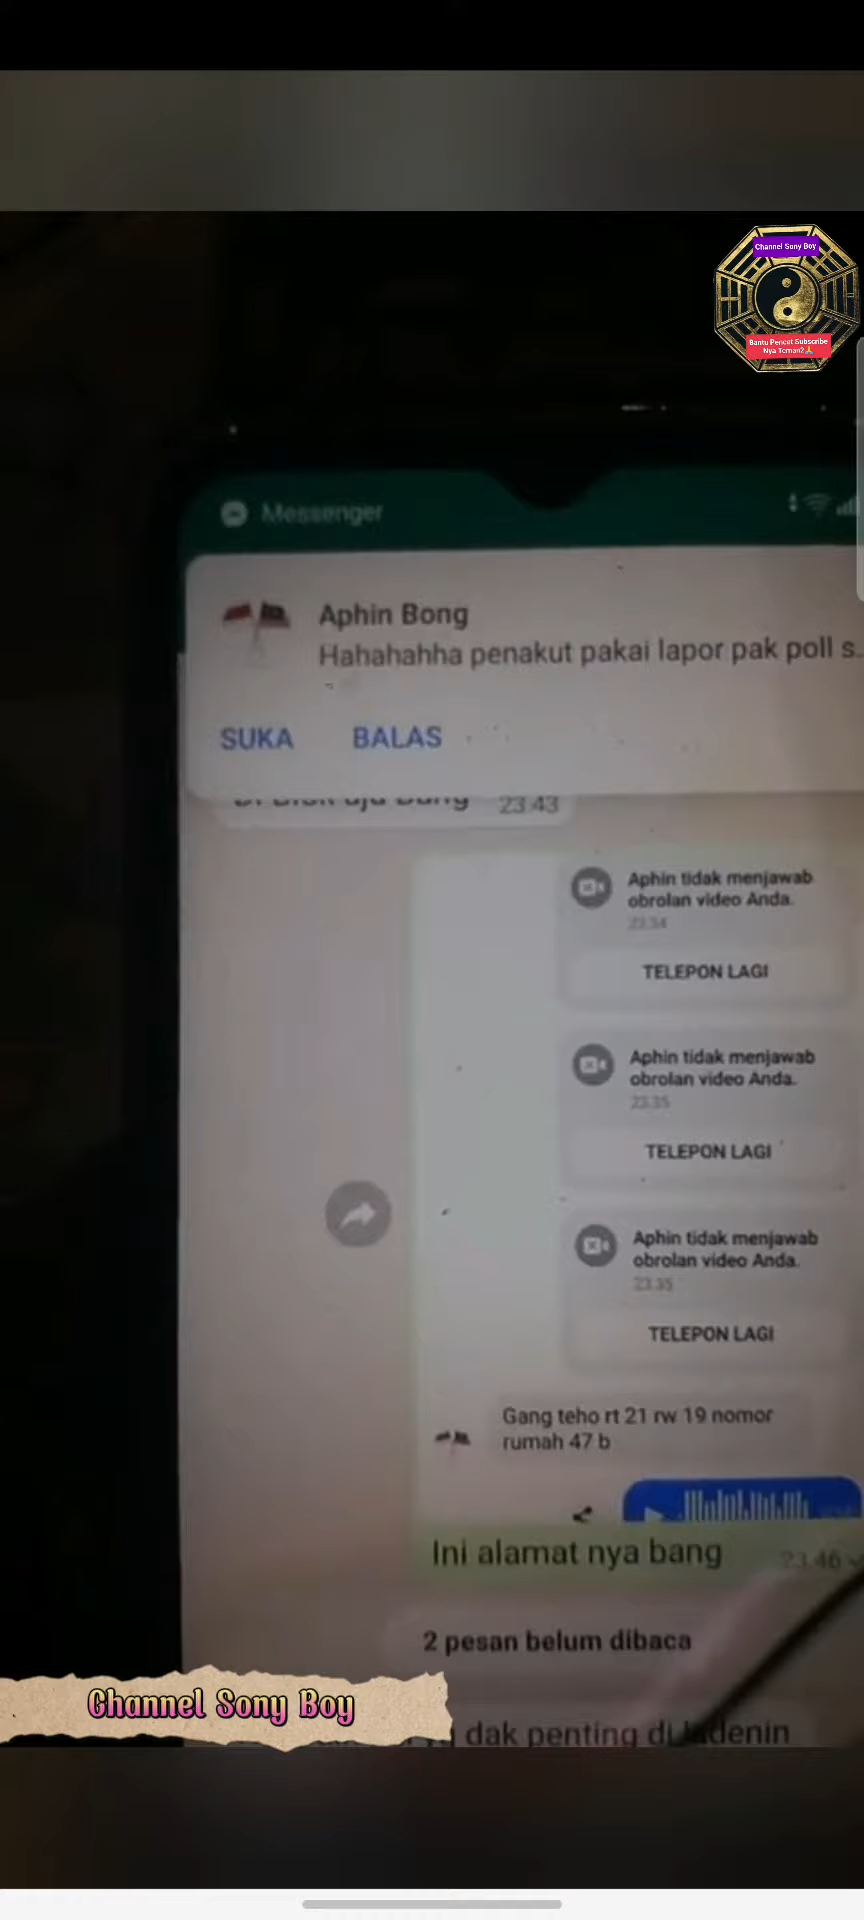 Channel Sony Boy
Bantu Pencet Subscribe
Nya Teman2🙏
Messenger
Aphin Bong
Hahahahha penakut pakai lapor pak poll s...
SUKA BALAS
23.43
Aphin tidak menjawab
obrolan video Anda.
23.34
TELEPON LAGI
Aphin tidak menjawab
obrolan video Anda.
23.35
TELEPON LAGI
Aphin tidak menjawab
obrolan video Anda.
23.35
TELEPON LAGI
Gang teho rt 21 rw 19 nomor
rumah 47 b
Ini alamat nya bang
23.46
2 pesan belum dibaca
Channel Sony Boy
dak penting di ladenin